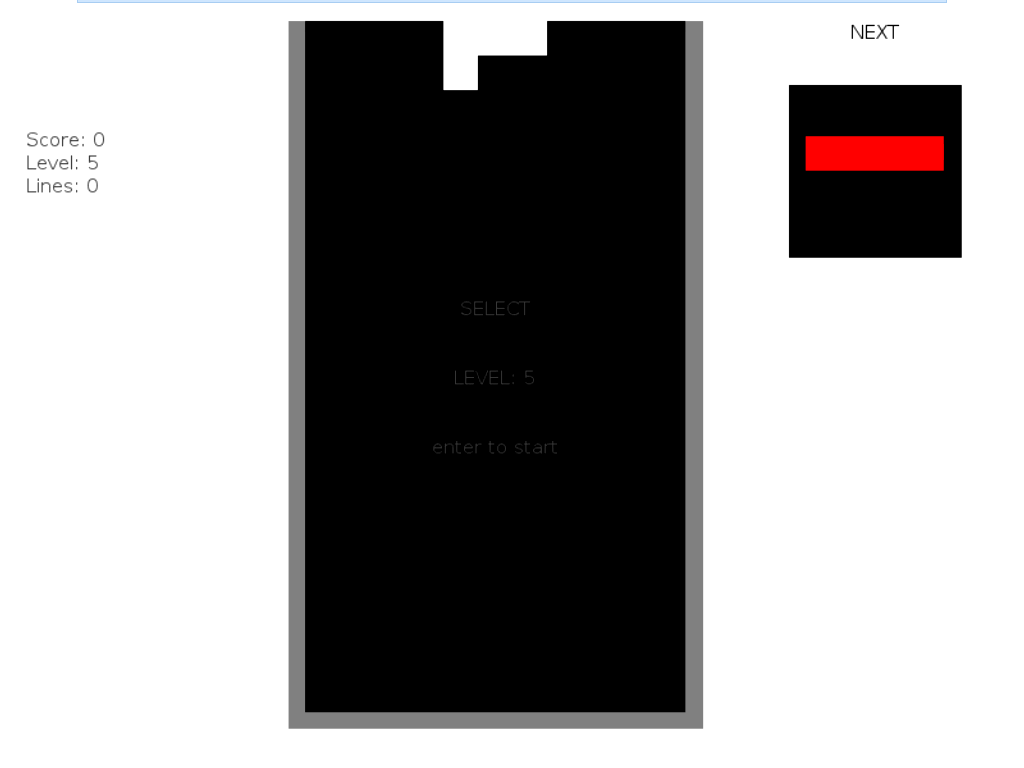 NEXT
Score: 0
Level: 5
Lines: 0
SELECT
LEVEL: 5
enter to start